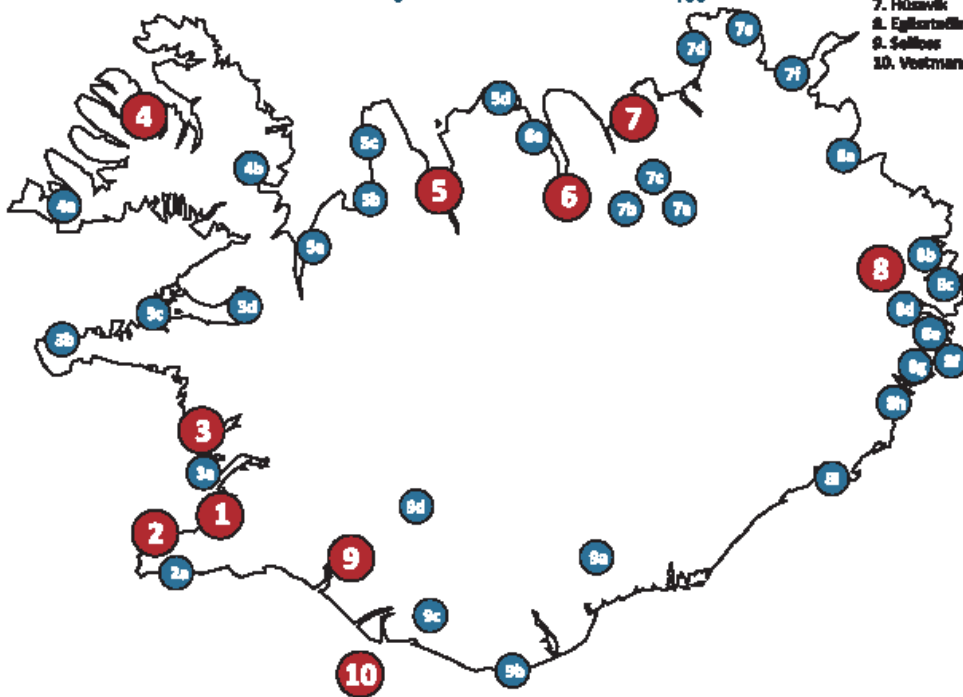 7. Húsavík
8. Egilsstaðir
9. Selfoss
10. Vestman
7e
7d
7f
4
5d
7
5c
6a
8a
4b
7c
5
6
5b
7b
7a
4a
5a
8b
8
8c
3d
3c
8d
3b
8e
8f
8g
8h
3
3a
8i
9d
1
2
9
9a
2a
9c
10
9b